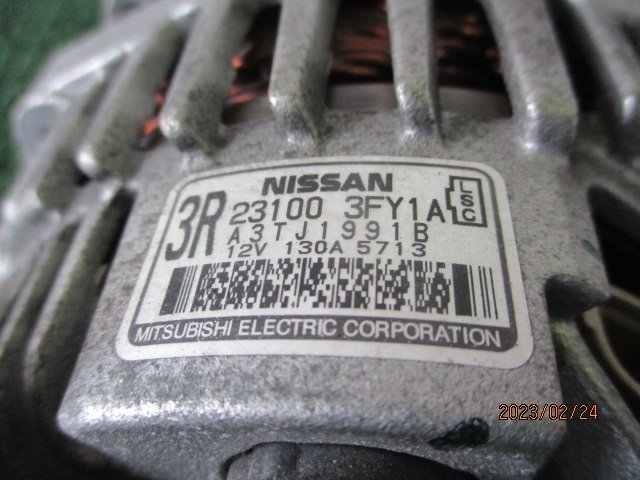 NISSAN
3R 23100 3FY1A LSC
A3TJ1991B
12V 130A 5713
MITSUBISHI ELECTRIC CORPORATION
2023/02/24